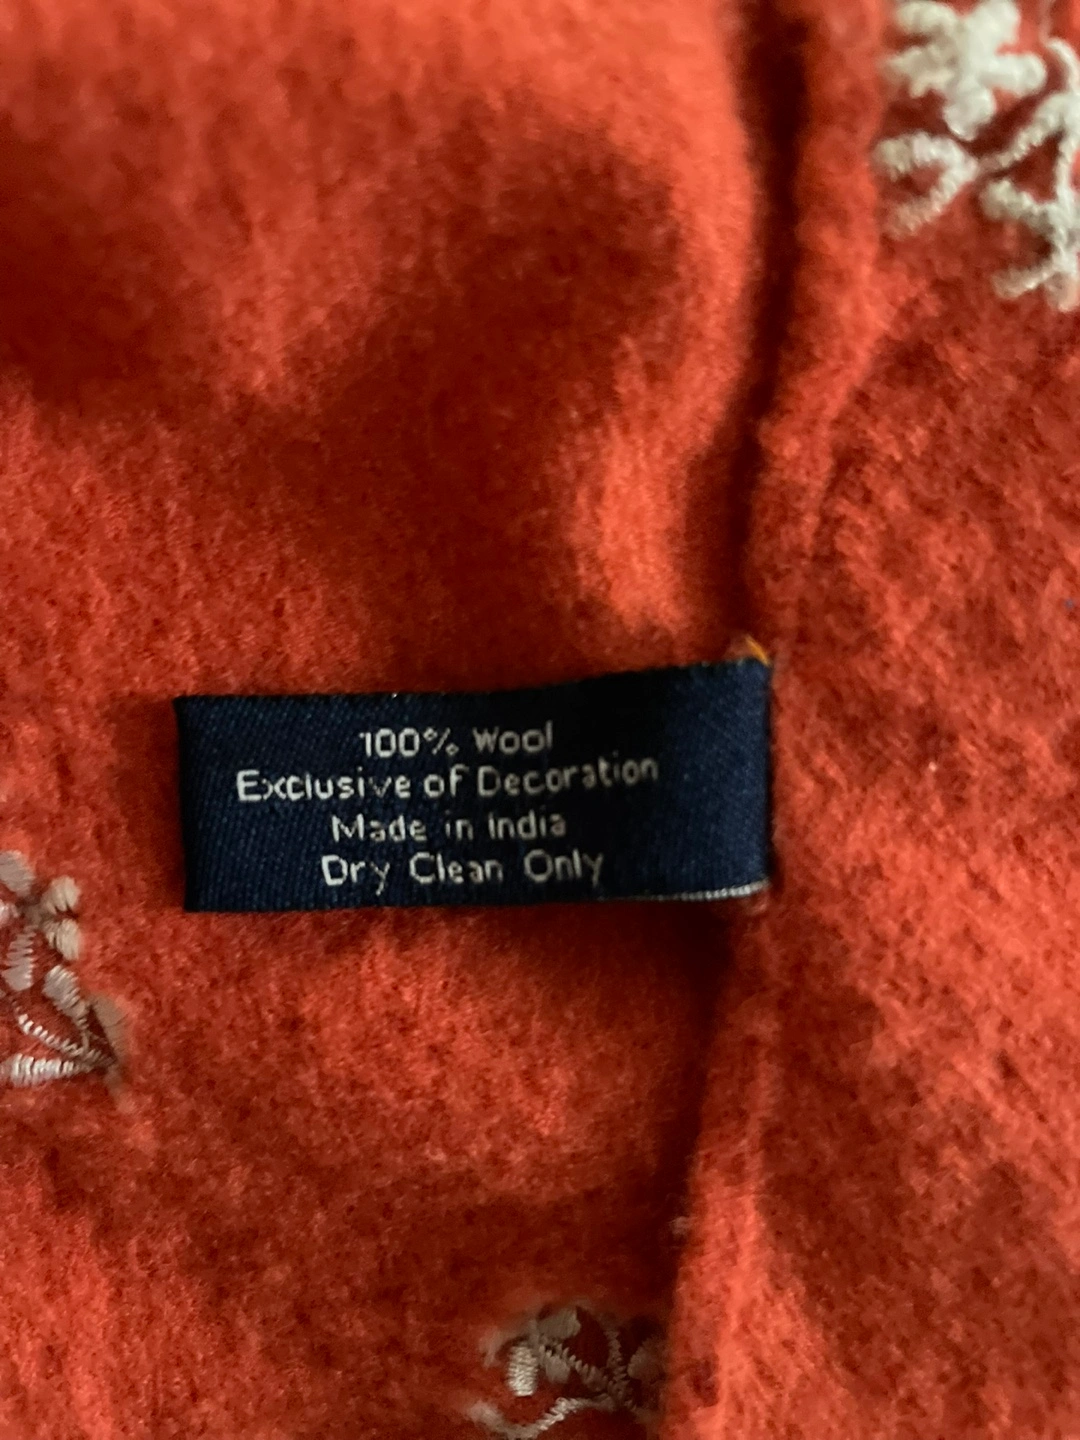 100% Wool
Exclusive of Decoration
Made in India
Dry Clean Only